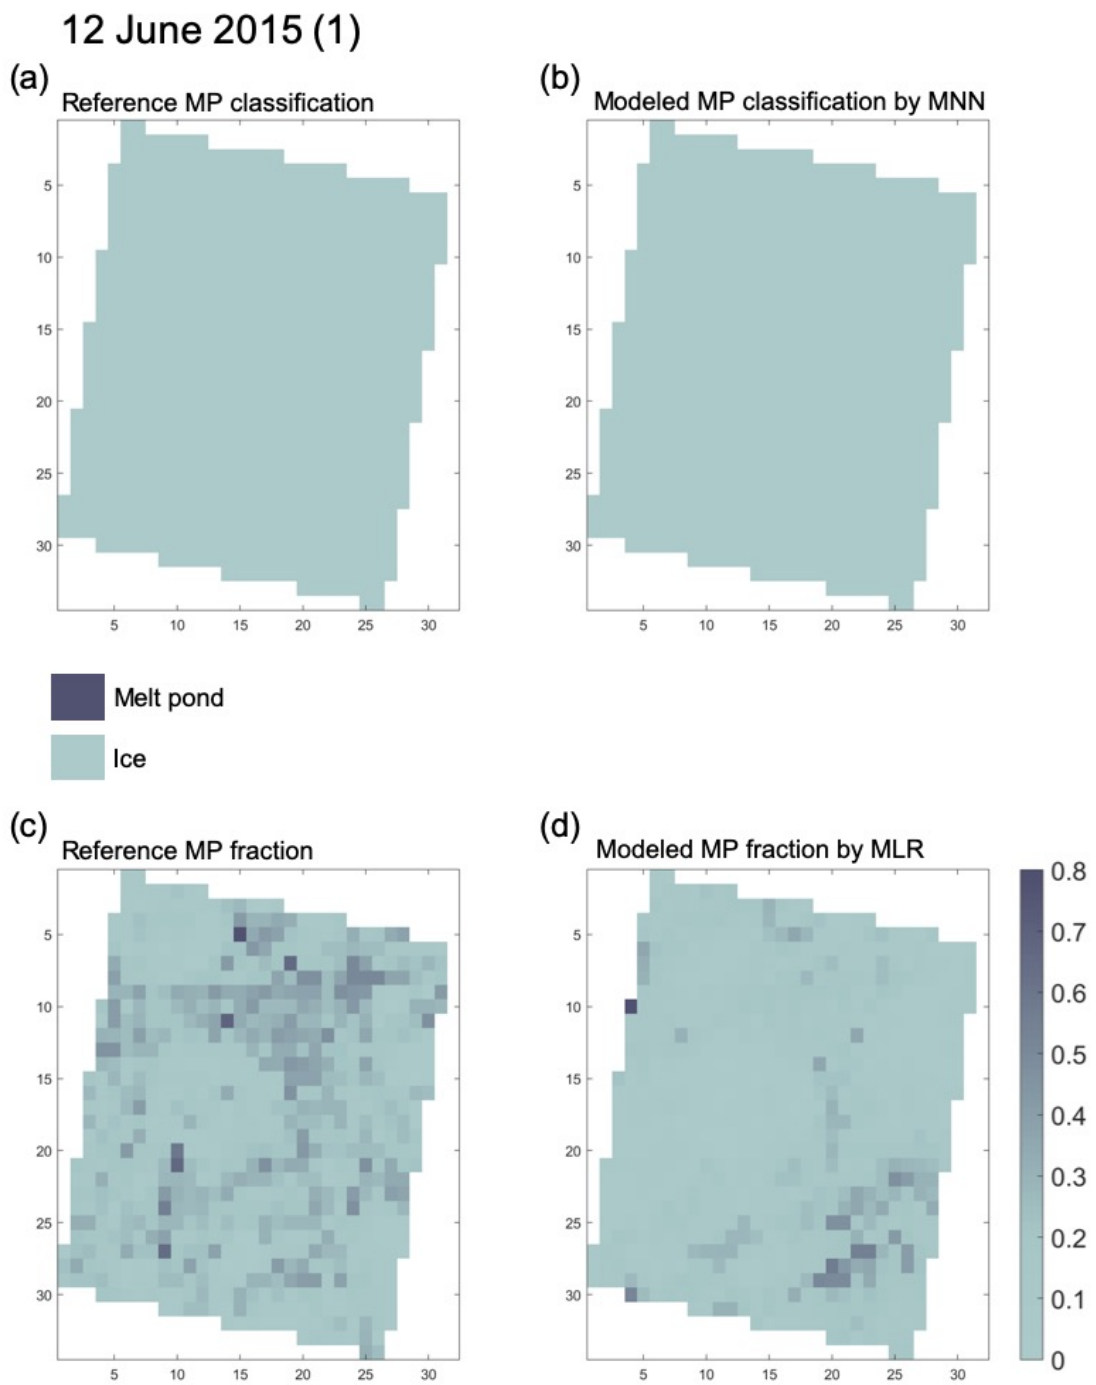 12 June 2015 (1)
(a)
Reference MP classification
5
10
15
20
25
30
5 10 15 20 25 30
(b)
Modeled MP classification by MNN
5
10
15
20
25
30
5 10 15 20 25 30
Melt pond
Ice
(c)
Reference MP fraction
5
10
15
20
25
30
5 10 15 20 25 30
(d)
Modeled MP fraction by MLR
5
10
15
20
25
30
5 10 15 20 25 30
0.8
0.7
0.6
0.5
0.4
0.3
0.2
0.1
0